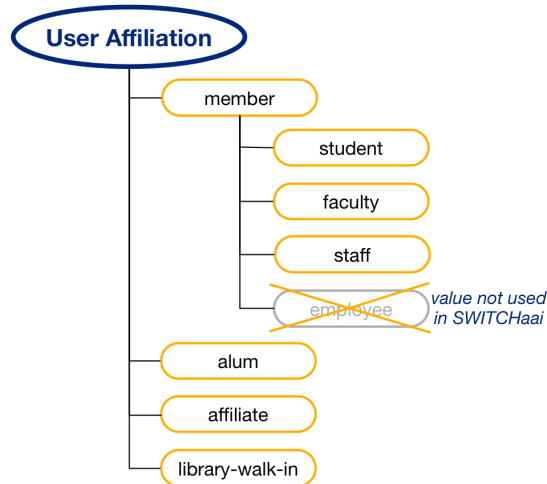 User Affiliation
member
student
faculty
staff
employee
value not used
in SWITCHaai
alum
affiliate
library-walk-in